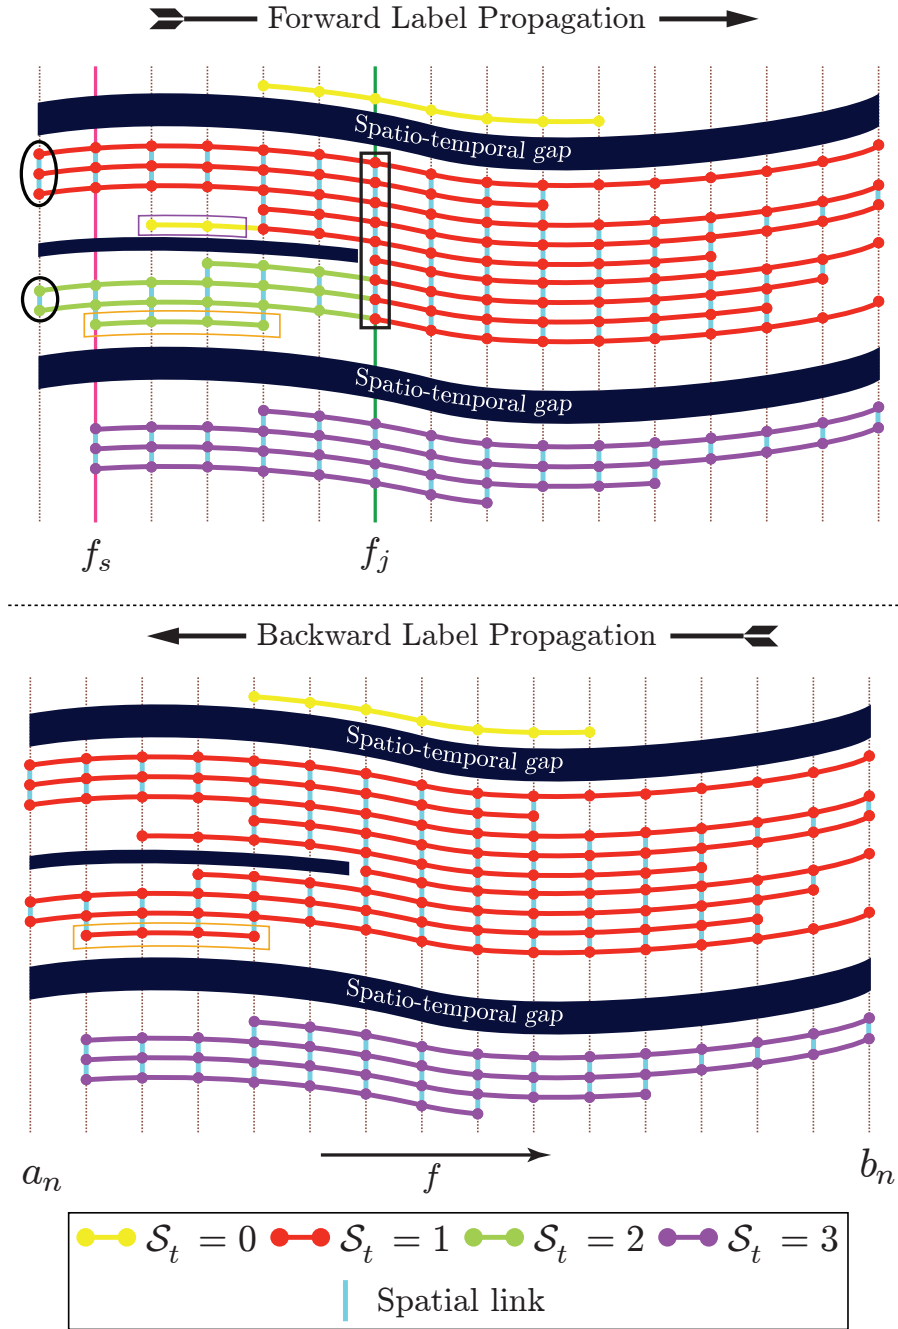 Forward Label Propagation
Spatio-temporal gap
Spatio-temporal gap
f_s f_j
Backward Label Propagation
Spatio-temporal gap
Spatio-temporal gap
a_n f b_n
𝒮_t = 0 𝒮_t = 1 𝒮_t = 2 𝒮_t = 3
Spatial link